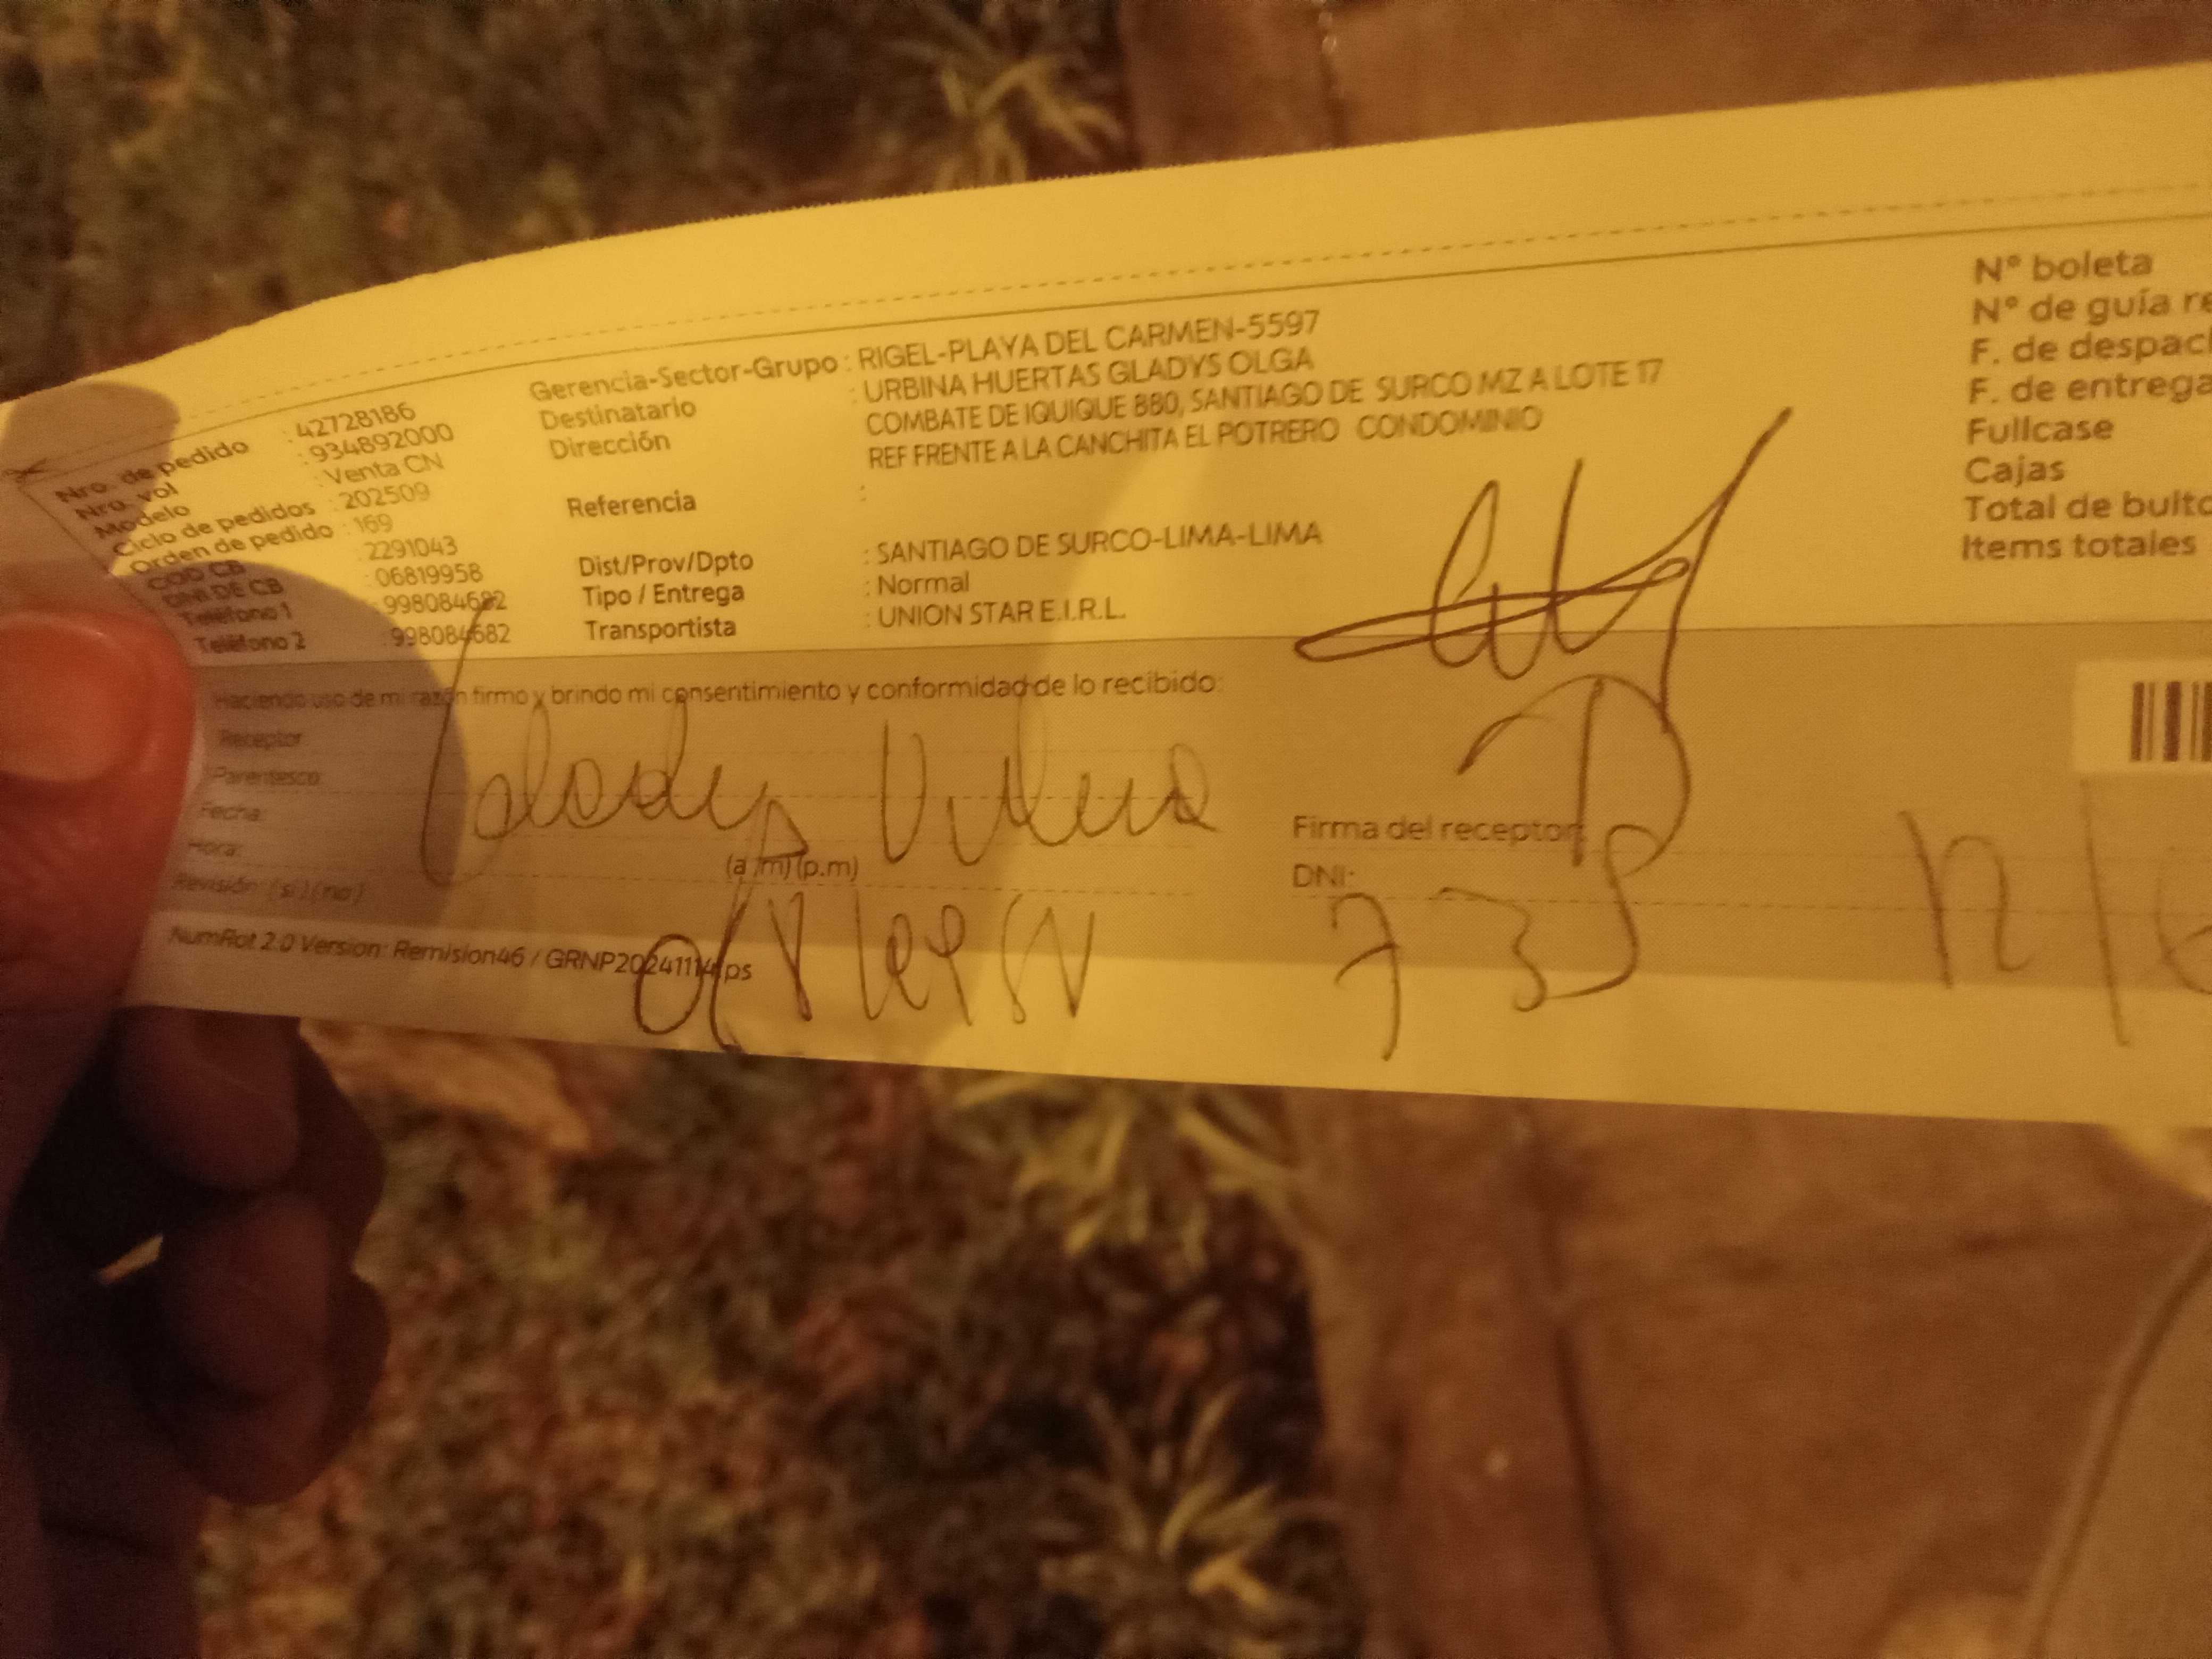 Nro. de pedido : 42728186
Nro. vol : 934892000
Modelo : Venta CN
Ciclo de pedidos : 202509
Orden de pedido : 169
COD CB : 2291043
DNI DE CB : 06819958
Teléfono 1 : 998084682
Teléfono 2 : 998084682
Gerencia-Sector-Grupo : RIGEL-PLAYA DEL CARMEN-5597
Destinatario : URBINA HUERTAS GLADYS OLGA
Dirección COMBATE DE IQUIQUE 880, SANTIAGO DE SURCO MZ A LOTE 17
REF FRENTE A LA CANCHITA EL POTRERO CONDOMINIO
Referencia :
Dist/Prov/Dpto : SANTIAGO DE SURCO-LIMA-LIMA
Tipo / Entrega : Normal
Transportista : UNION STAR E.I.R.L.
N° boleta
N° de guía re
F. de despach
F. de entrega
Fullcase
Cajas
Total de bulto
Items totales
Haciendo uso de mi razón firmo y brindo mi consentimiento y conformidad de lo recibido:
Receptor:
Parentesco:
Fecha:
Hora: (a.m) (p.m)
Revisión: (si) (no)
Gladys
Firma del receptor:
DNI:
735
NumRot 2.0 Version: Remision46 / GRNP20241114ps